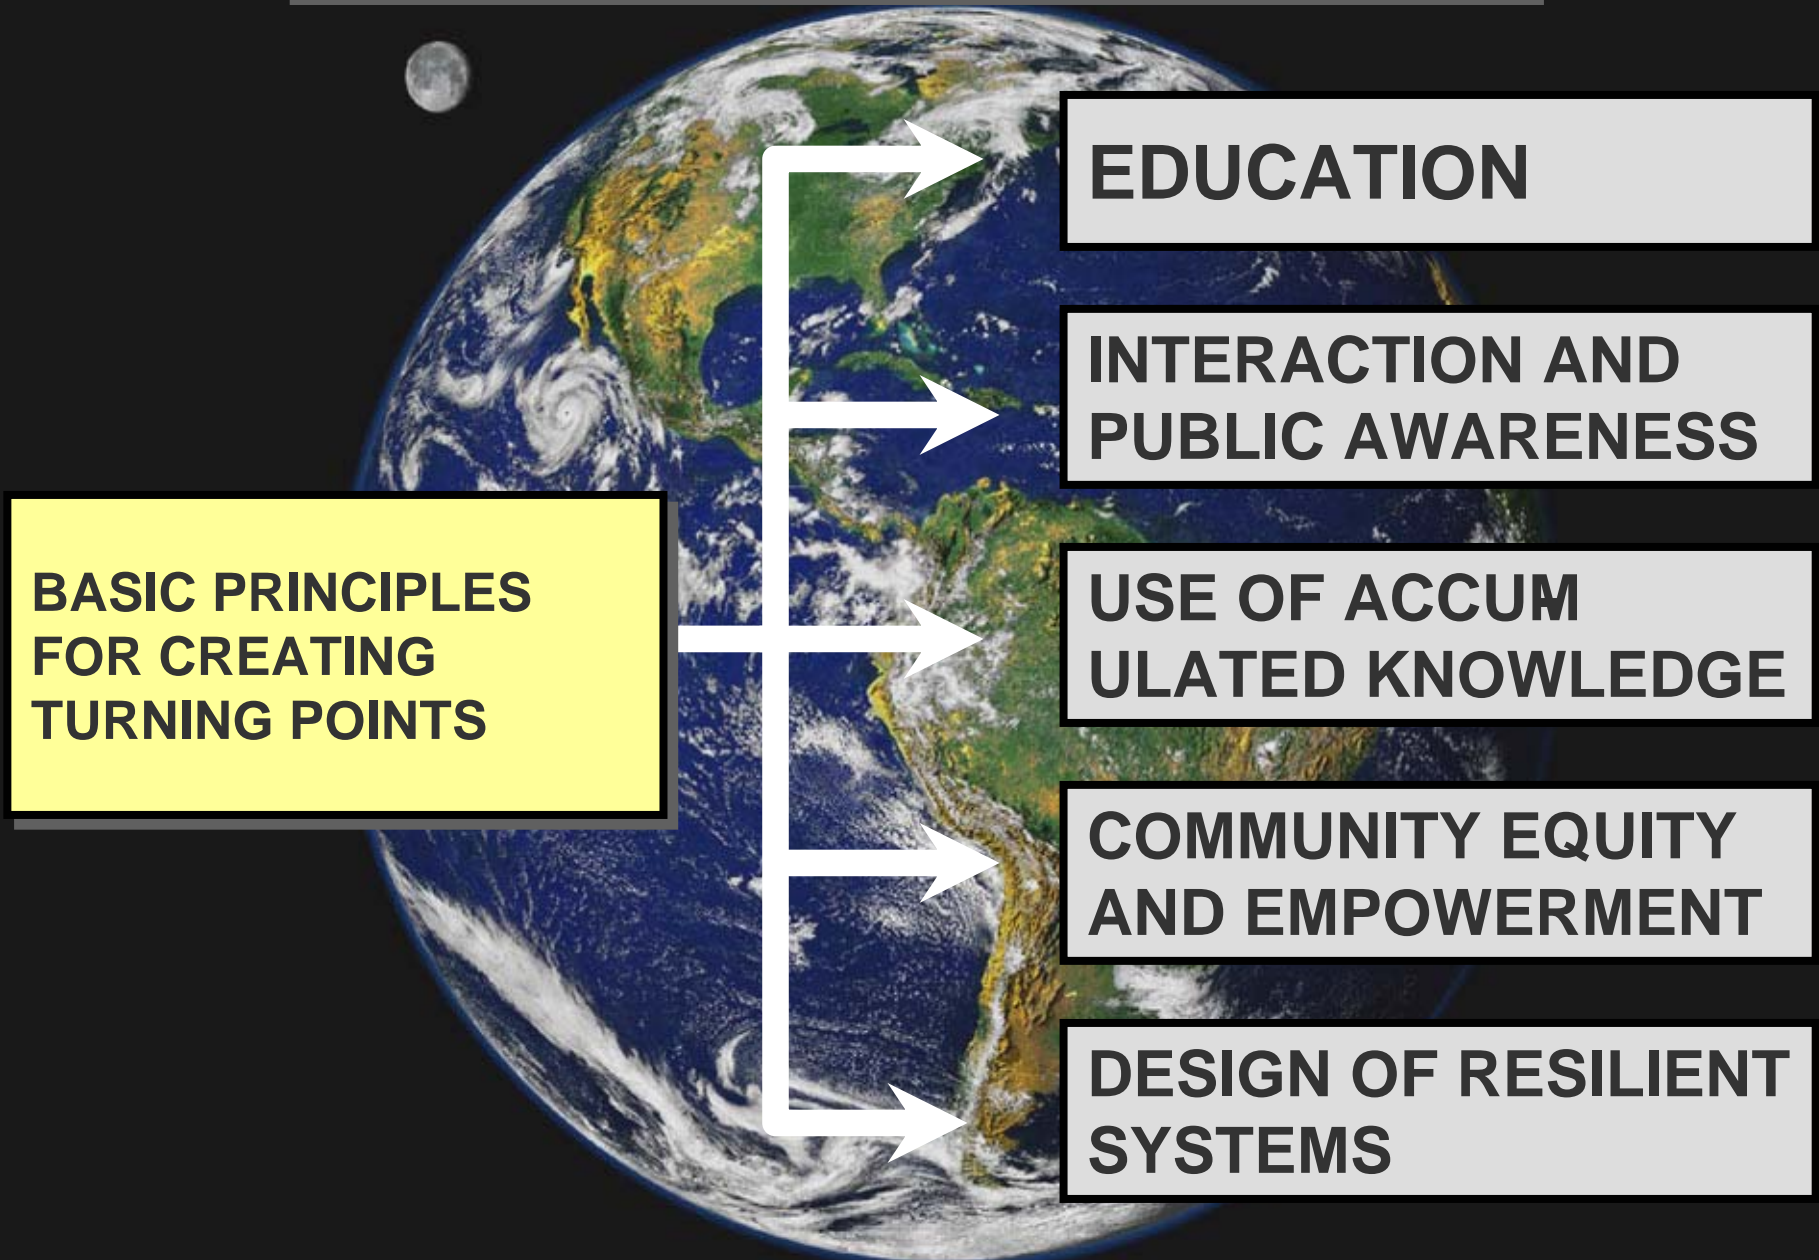 EDUCATION
INTERACTION AND
PUBLIC AWARENESS
BASIC PRINCIPLES
FOR CREATING
TURNING POINTS
USE OF ACCUM-
ULATED KNOWLEDGE
COMMUNITY EQUITY
AND EMPOWERMENT
DESIGN OF RESILIENT
SYSTEMS